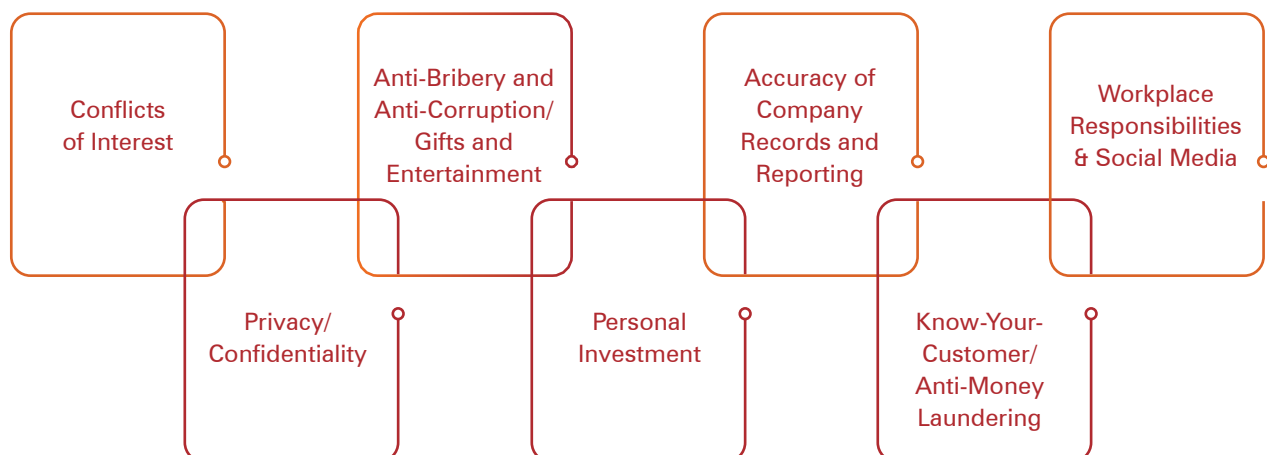 Conflicts
of Interest
Privacy/
Confidentiality
Anti-Bribery and
Anti-Corruption/
Gifts and
Entertainment
Personal
Investment
Accuracy of
Company
Records and
Reporting
Know-Your-
Customer/
Anti-Money
Laundering
Workplace
Responsibilities
& Social Media